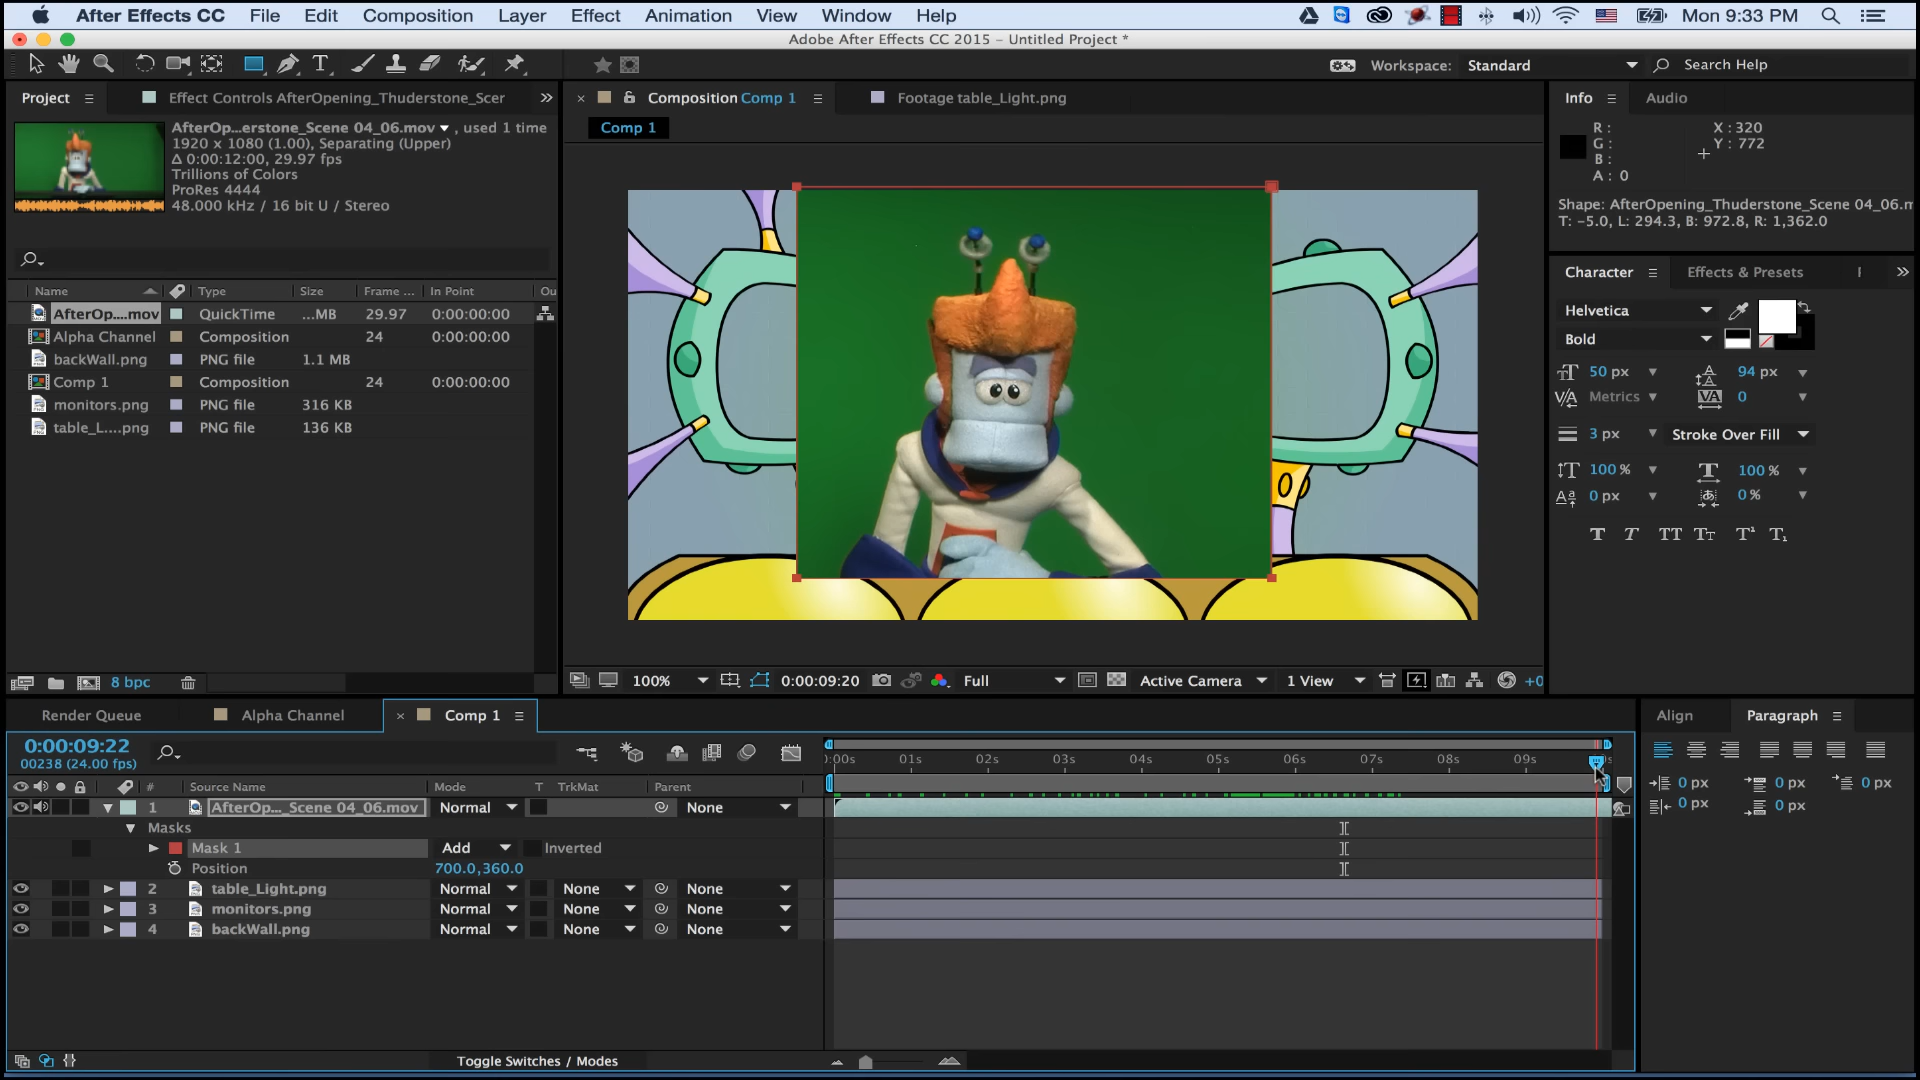 After Effects CC File Edit Composition Layer Effect Animation View Window Help Mon 9:33 PM
Adobe After Effects CC 2015 – Untitled Project *
Workspace: Standard Search Help
Project Effect Controls AfterOpening_Thuderstone_Scer
Composition Comp 1 Footage table_Light.png
Info Audio
Comp 1
AfterOp...erstone_Scene 04_06.mov , used 1 time
1920 x 1080 (1.00), Separating (Upper)
Δ 0:00:12:00, 29.97 fps
Trillions of Colors
ProRes 4444
48.000 kHz / 16 bit U / Stereo
R :
G :
B :
A : 0
X : 320
Y : 772
Shape: AfterOpening_Thuderstone_Scene 04_06.m
T: -5.0, L: 294.3, B: 972.8, R: 1,362.0
Name Type Size Frame ... In Point Ou
AfterOp....mov QuickTime ...MB 29.97 0:00:00:00
Alpha Channel Composition 24 0:00:00:00
backWall.png PNG file 1.1 MB
Comp 1 Composition 24 0:00:00:00
monitors.png PNG file 316 KB
table_L....png PNG file 136 KB
Character Effects & Presets
Helvetica
Bold
50 px 94 px
Metrics 0
3 px Stroke Over Fill
100 % 100 %
0 px 0 %
T T TT Tт T¹ T₁
8 bpc
100% 0:00:09:20 Full Active Camera 1 View +0
Render Queue Alpha Channel Comp 1
Align Paragraph
0:00:09:22
00238 (24.00 fps)
:00s 01s 02s 03s 04s 05s 06s 07s 08s 09s
# Source Name Mode T TrkMat Parent
1 AfterOp..._Scene 04_06.mov Normal None
Masks
Mask 1 Add Inverted
Position 700.0,360.0
2 table_Light.png Normal None None
3 monitors.png Normal None None
4 backWall.png Normal None None
0 px 0 px 0 px
0 px 0 px
Toggle Switches / Modes